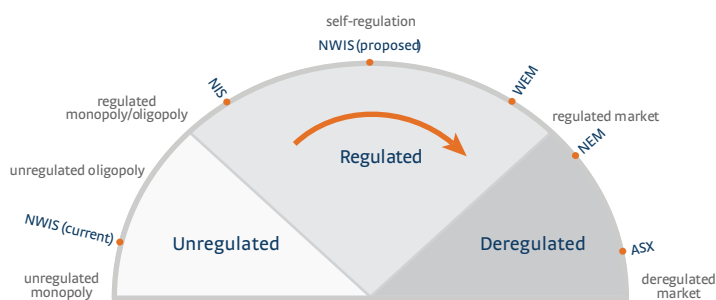 self-regulation
NWIS (proposed)
NIS
WEM
regulated
monopoly/oligopoly
regulated market
NEM
Regulated
unregulated oligopoly
NWIS (current)
Unregulated
Deregulated
ASX
unregulated
monopoly
deregulated
market